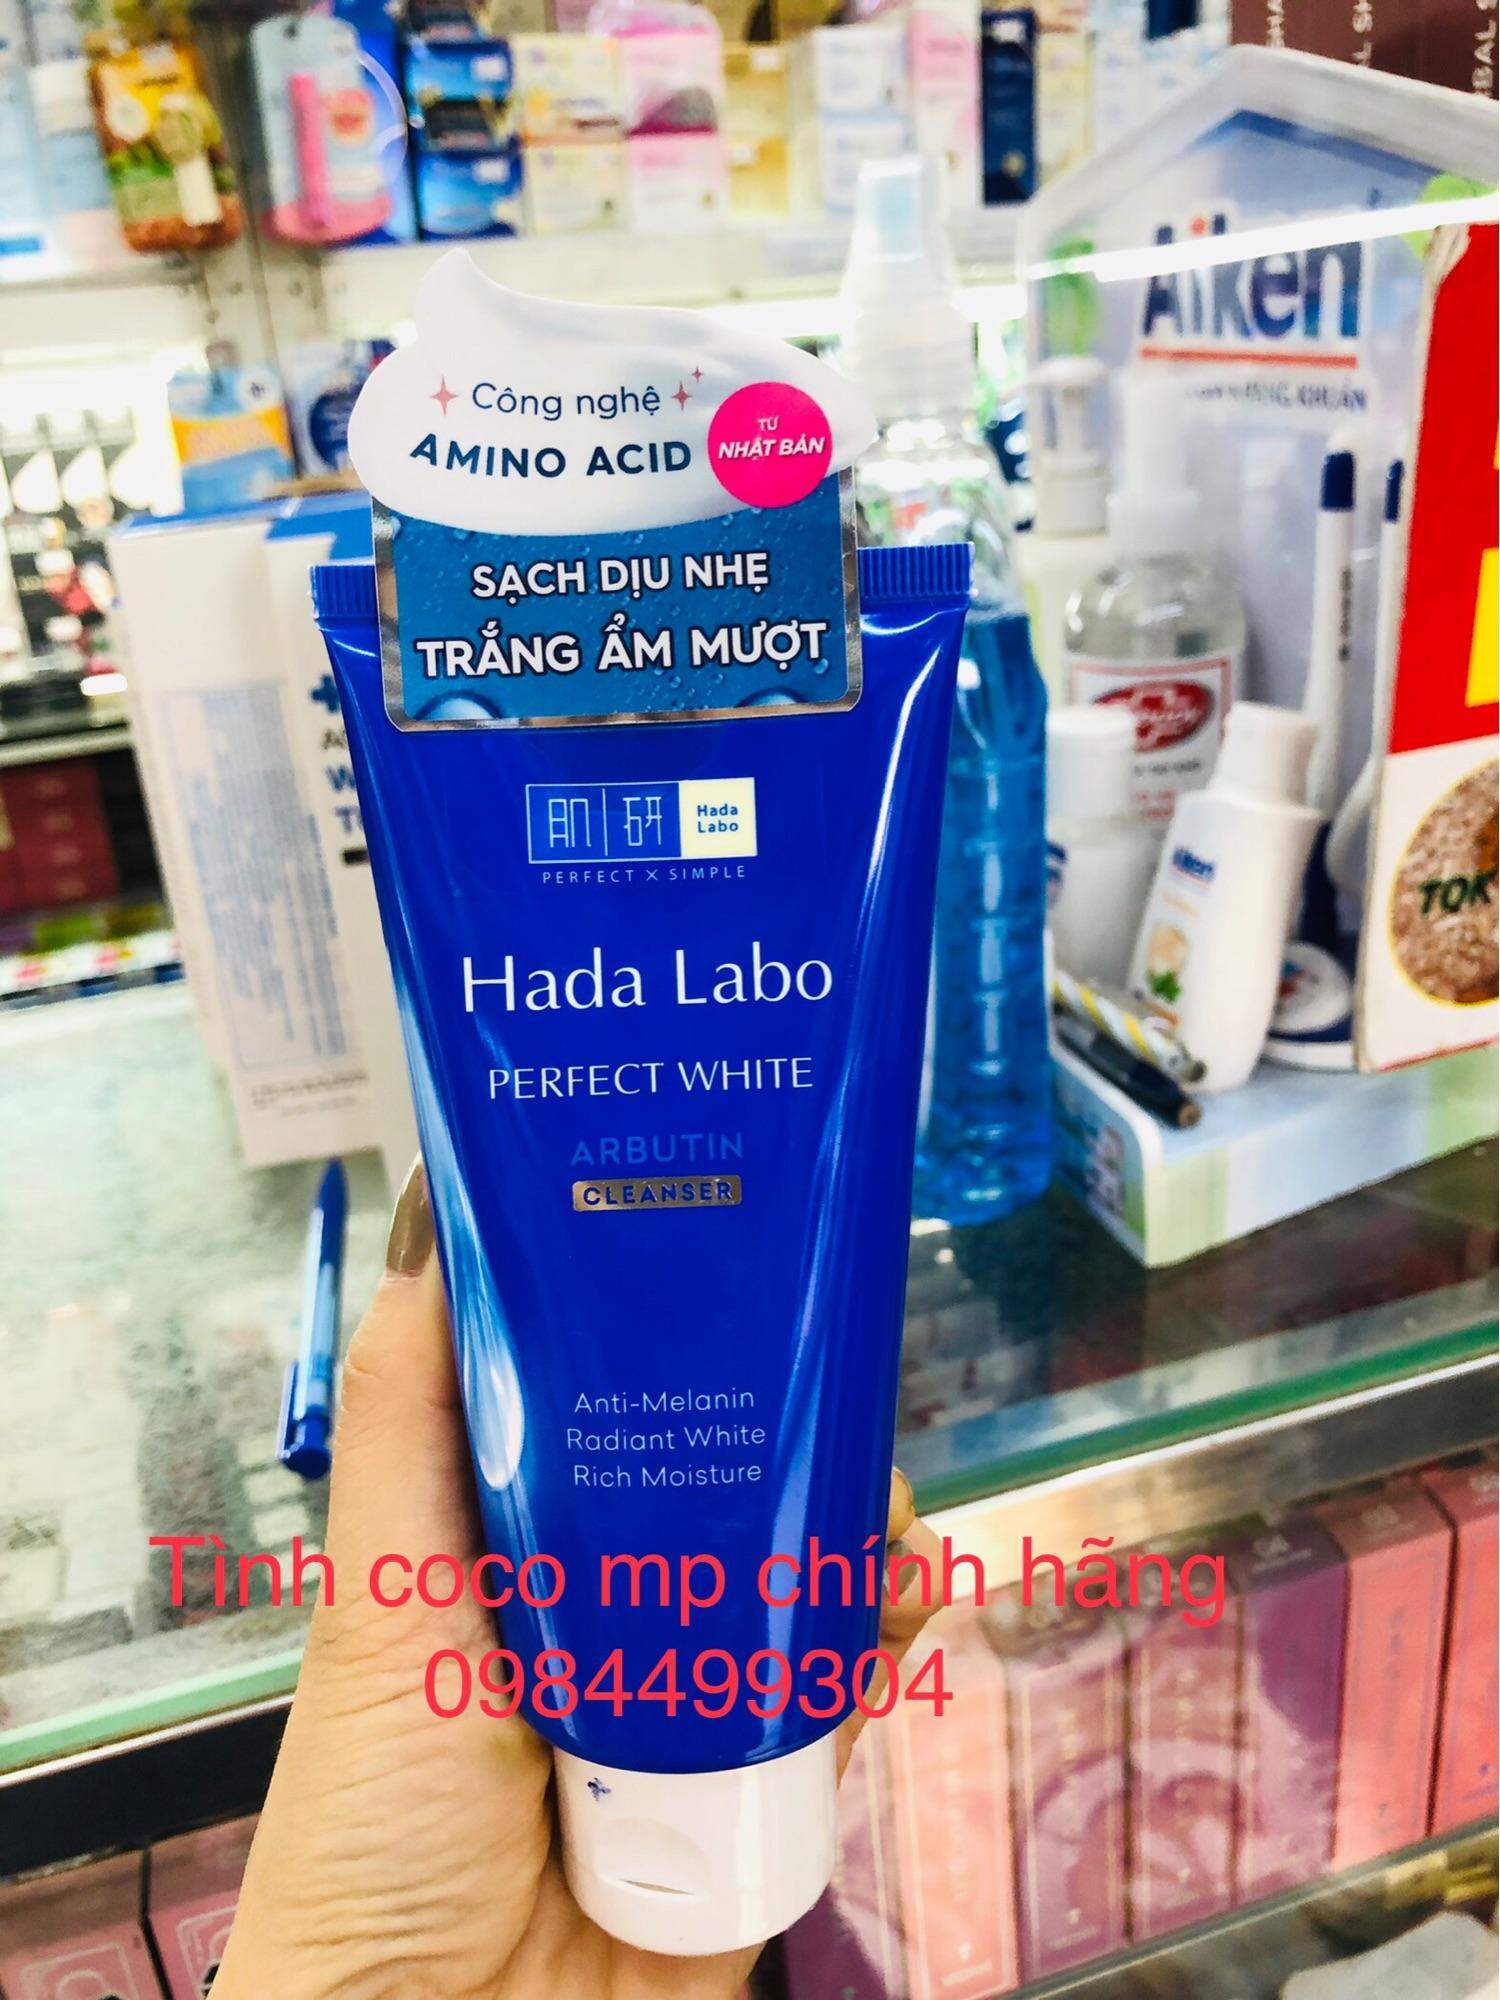 Aiken
Công nghệ
AMINO ACID
TỪ
NHẬT BẢN
SẠCH DỊU NHẸ
TRẮNG ẨM MƯỢT
肌研
Hada
Labo
PERFECT X SIMPLE
Hada Labo
PERFECT WHITE
ARBUTIN
CLEANSER
Anti-Melanin
Radiant White
Rich Moisture
Tình coco mp chính hãng
0984499304
TOK